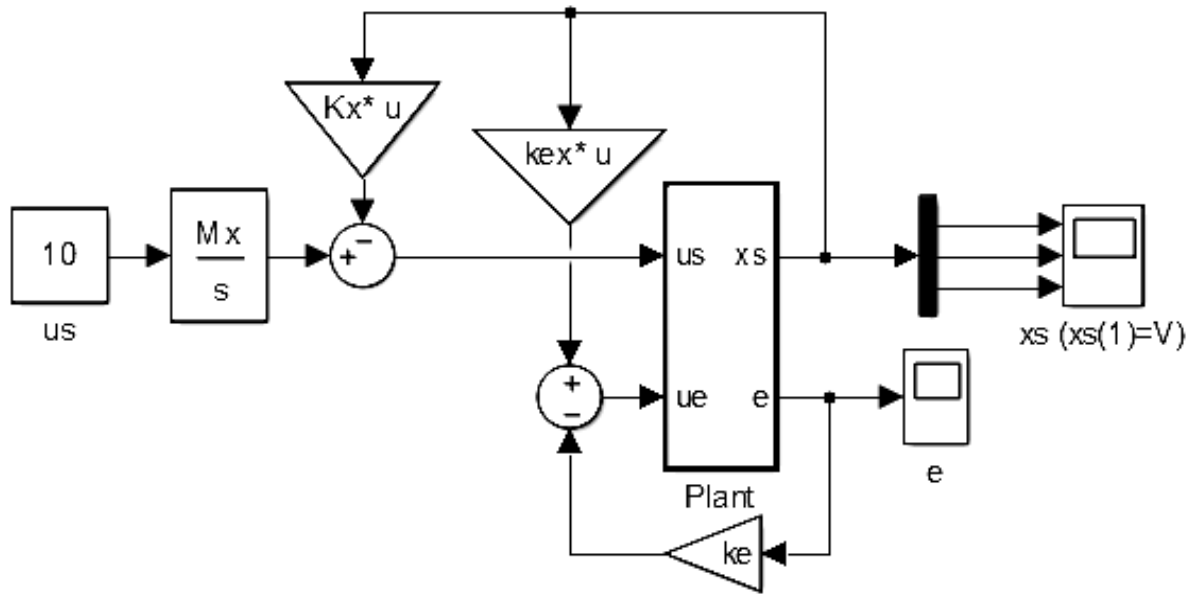 Kx* u
kex* u
10
us
Mx
s
+
−
us
xs
ue
e
Plant
+
−
ke
xs (xs(1)=V)
e